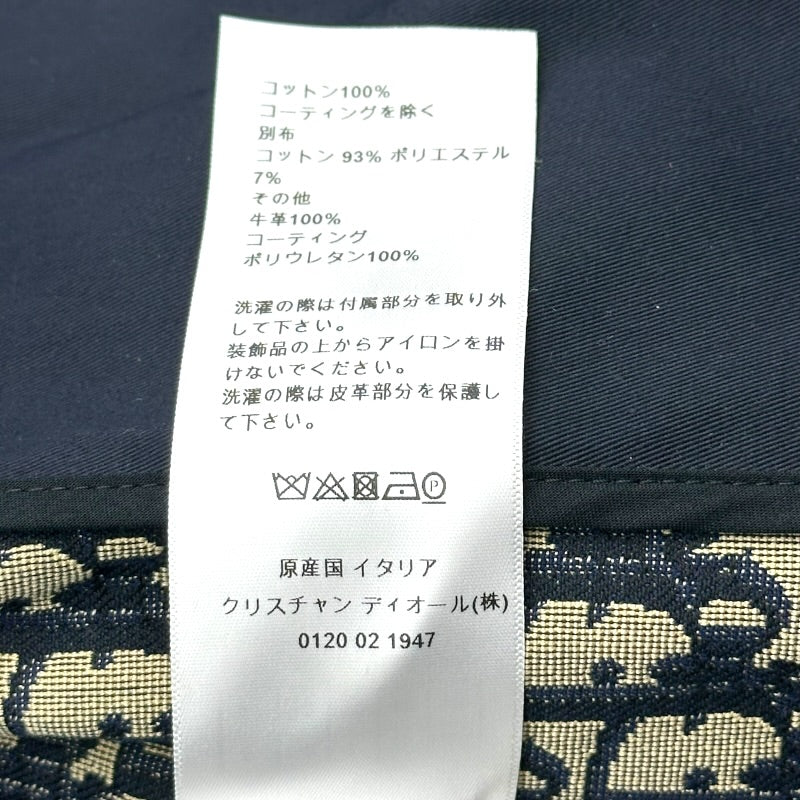 コットン100%
コーティングを除く
別布
コットン 93% ポリエステル
7%
その他
牛革100%
コーティング
ポリウレタン100%
洗濯の際は付属部分を取り外
して下さい。
装飾品の上からアイロンを掛
けないでください。
洗濯の際は皮革部分を保護し
て下さい。
P
原産国 イタリア
クリスチャン ディオール(株)
0120 02 1947